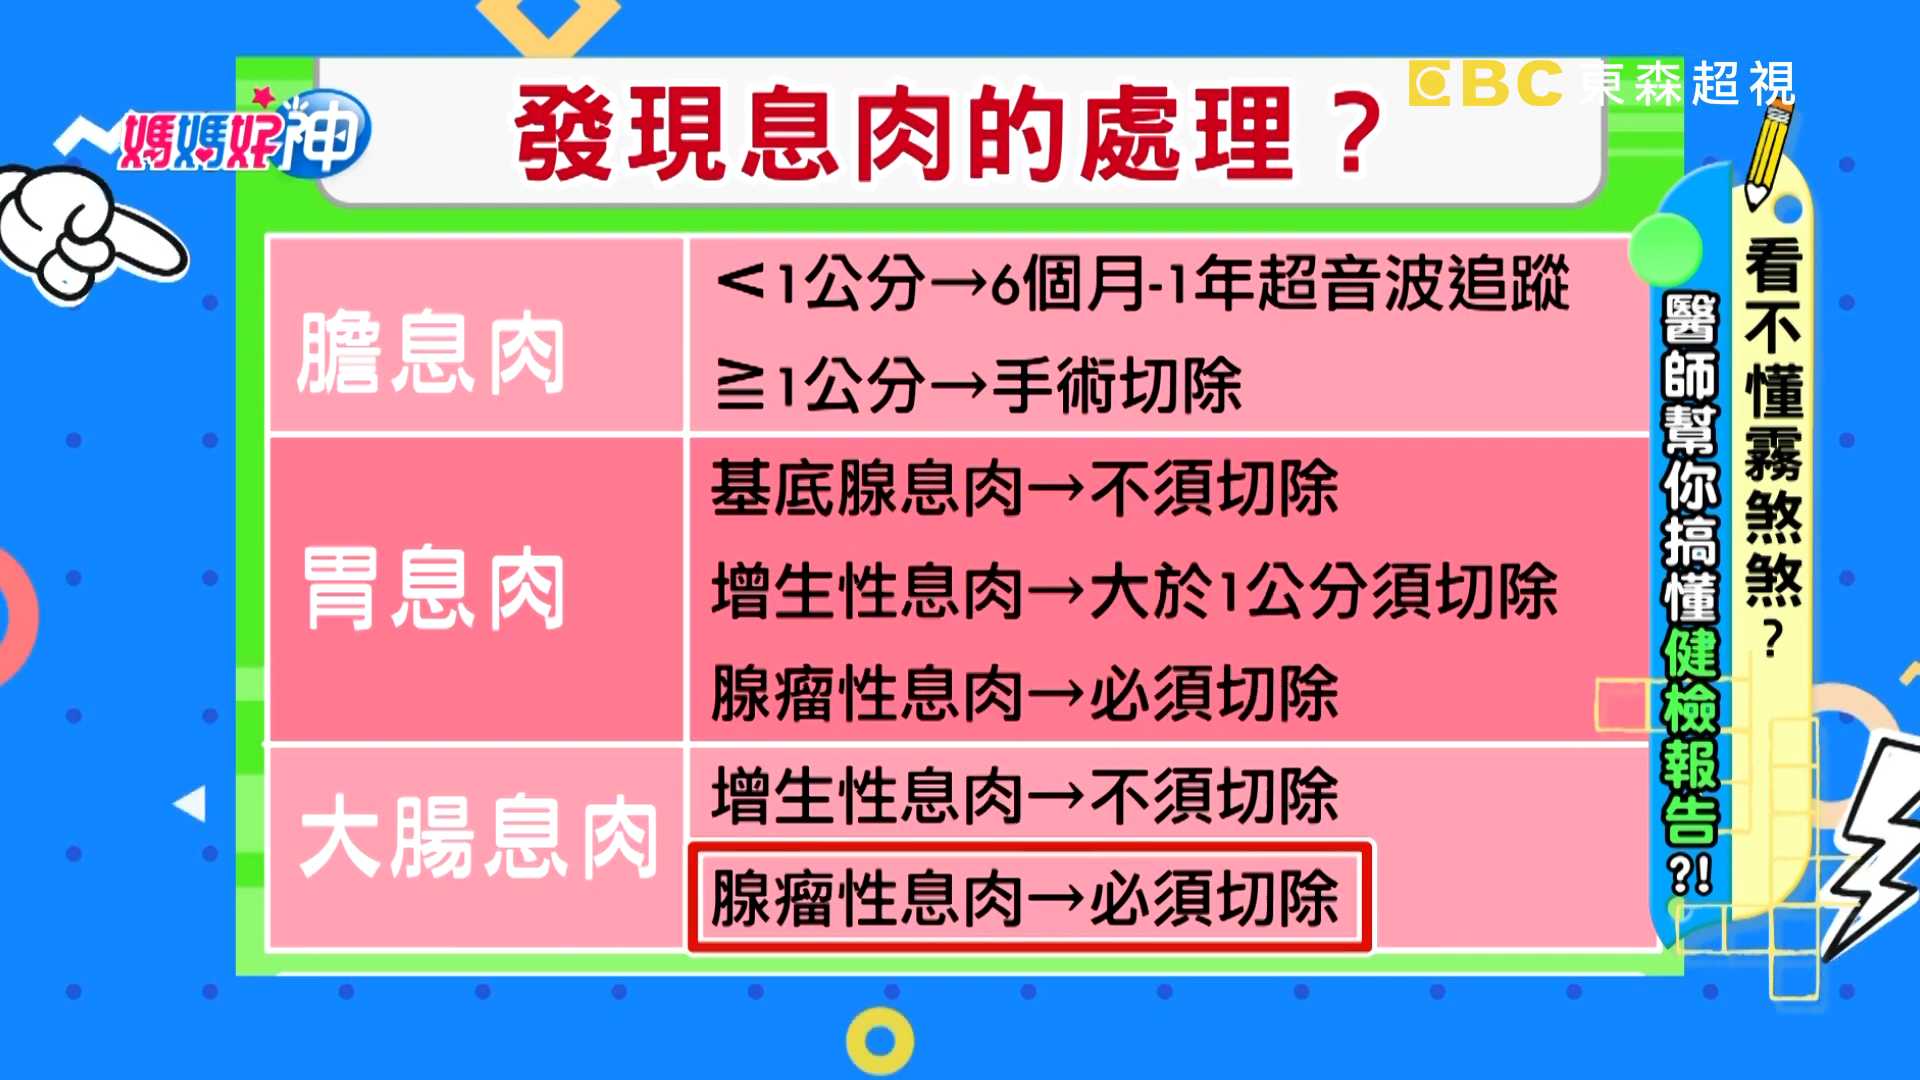 EBC 東森超視
媽媽好神
發現息肉的處理？
膽息肉
<1公分→6個月-1年超音波追蹤
≧1公分→手術切除
胃息肉
基底腺息肉→不須切除
增生性息肉→大於1公分須切除
腺瘤性息肉→必須切除
大腸息肉
增生性息肉→不須切除
腺瘤性息肉→必須切除
看不懂霧煞煞？
醫師幫你搞懂健檢報告?!